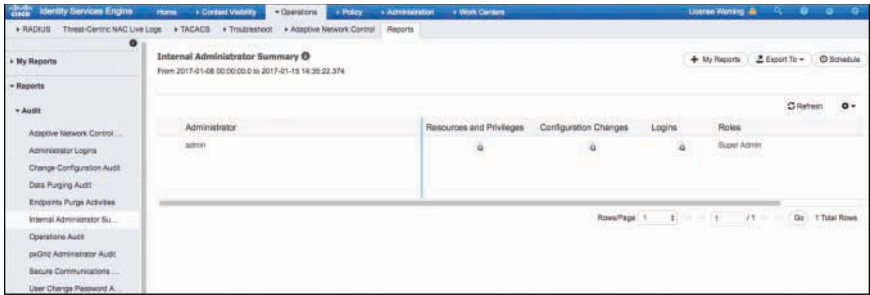 cisco Identity Services Engine Home Context Visibility Operations Policy Administration Work Centers License Warning
RADIUS Threat-Centric NAC Live Logs TACACS Troubleshoot Adaptive Network Control Reports
My Reports
Reports
Audit
Adaptive Network Control ...
Administrator Logins
Change Configuration Audit
Data Purging Audit
Endpoints Purge Activities
Internal Administrator Su...
Operations Audit
pxGrid Administrator Audit
Secure Communications ...
User Change Password A...
Internal Administrator Summary
From 2017-01-08 00:00:00.0 to 2017-01-15 14:35:22.374
My Reports Export To Schedule
Refresh
Administrator Resources and Privileges Configuration Changes Logins Roles
admin Super Admin
Rows/Page 1 1 /1 Go 1 Total Rows